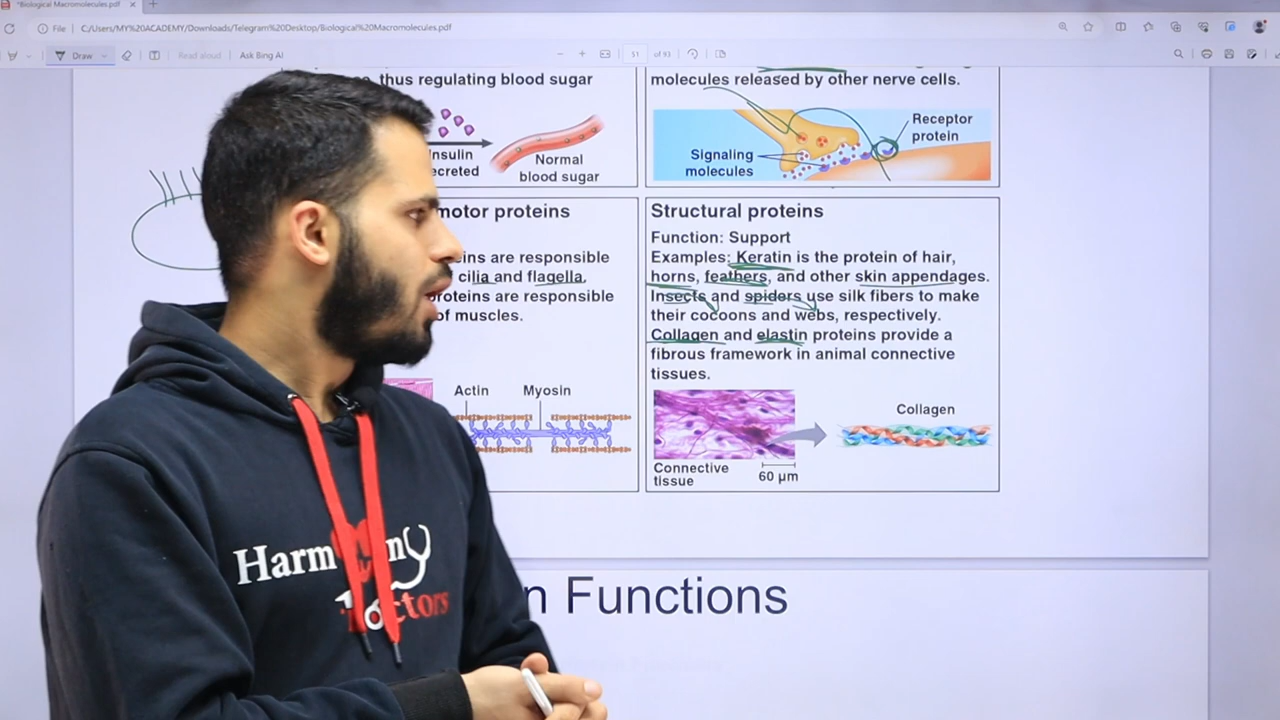 Biological Macromolecules.pdf
File C:/Users/MY%20ACADEMY/Downloads/Telegram%20Desktop/Biological%20Macromolecules.pdf
Draw Read aloud Ask Bing AI 51 of 93
thus regulating blood sugar
Insulin
ecreted
Normal
blood sugar
molecules released by other nerve cells.
Signaling
molecules
Receptor
protein
motor proteins
ins are responsible
cilia and flagella.
proteins are responsible
of muscles.
Actin Myosin
Structural proteins
Function: Support
Examples: Keratin is the protein of hair,
horns, feathers, and other skin appendages.
Insects and spiders use silk fibers to make
their cocoons and webs, respectively.
Collagen and elastin proteins provide a
fibrous framework in animal connective
tissues.
Collagen
Connective
tissue
60 µm
n Functions
Harm ny
ctors